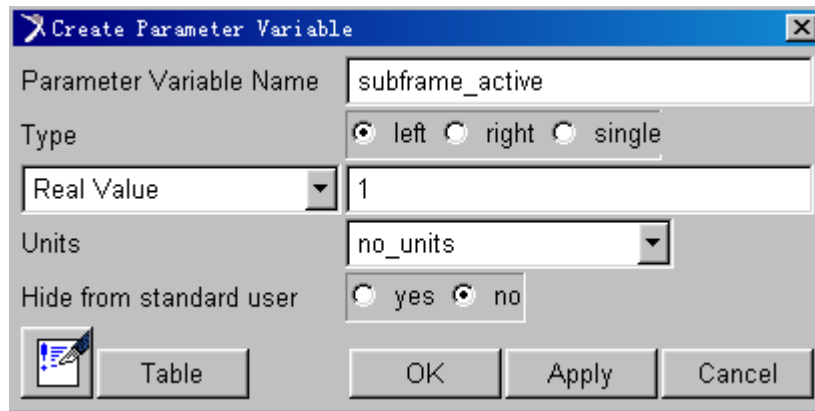 Create Parameter Variable
Parameter Variable Name subframe_active
Type left right single
Real Value 1
Units no_units
Hide from standard user yes no
Table OK Apply Cancel